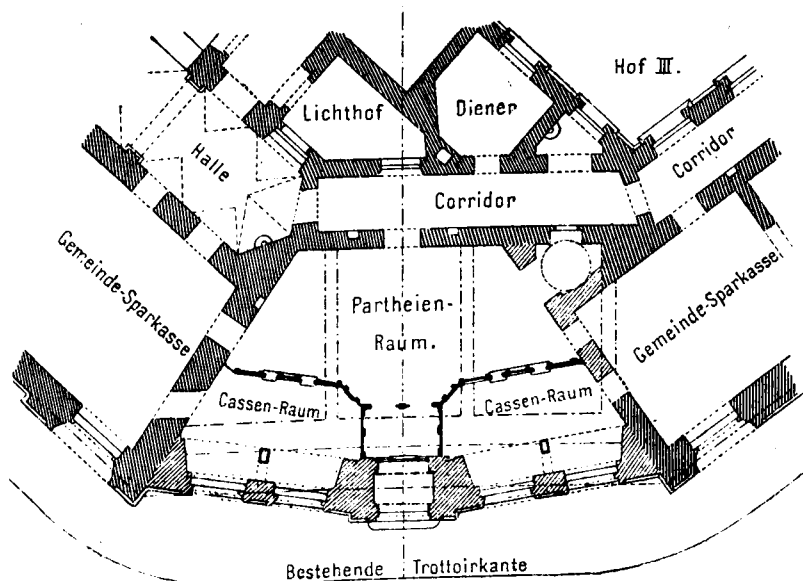 Hof III.
Lichthof
Diener
Halle
Corridor
Corridor
Gemeinde-Sparkasse
Partheien-
Raum.
Gemeinde-Sparkasse
Cassen-Raum
Cassen-Raum
Bestehende Trottoirkante